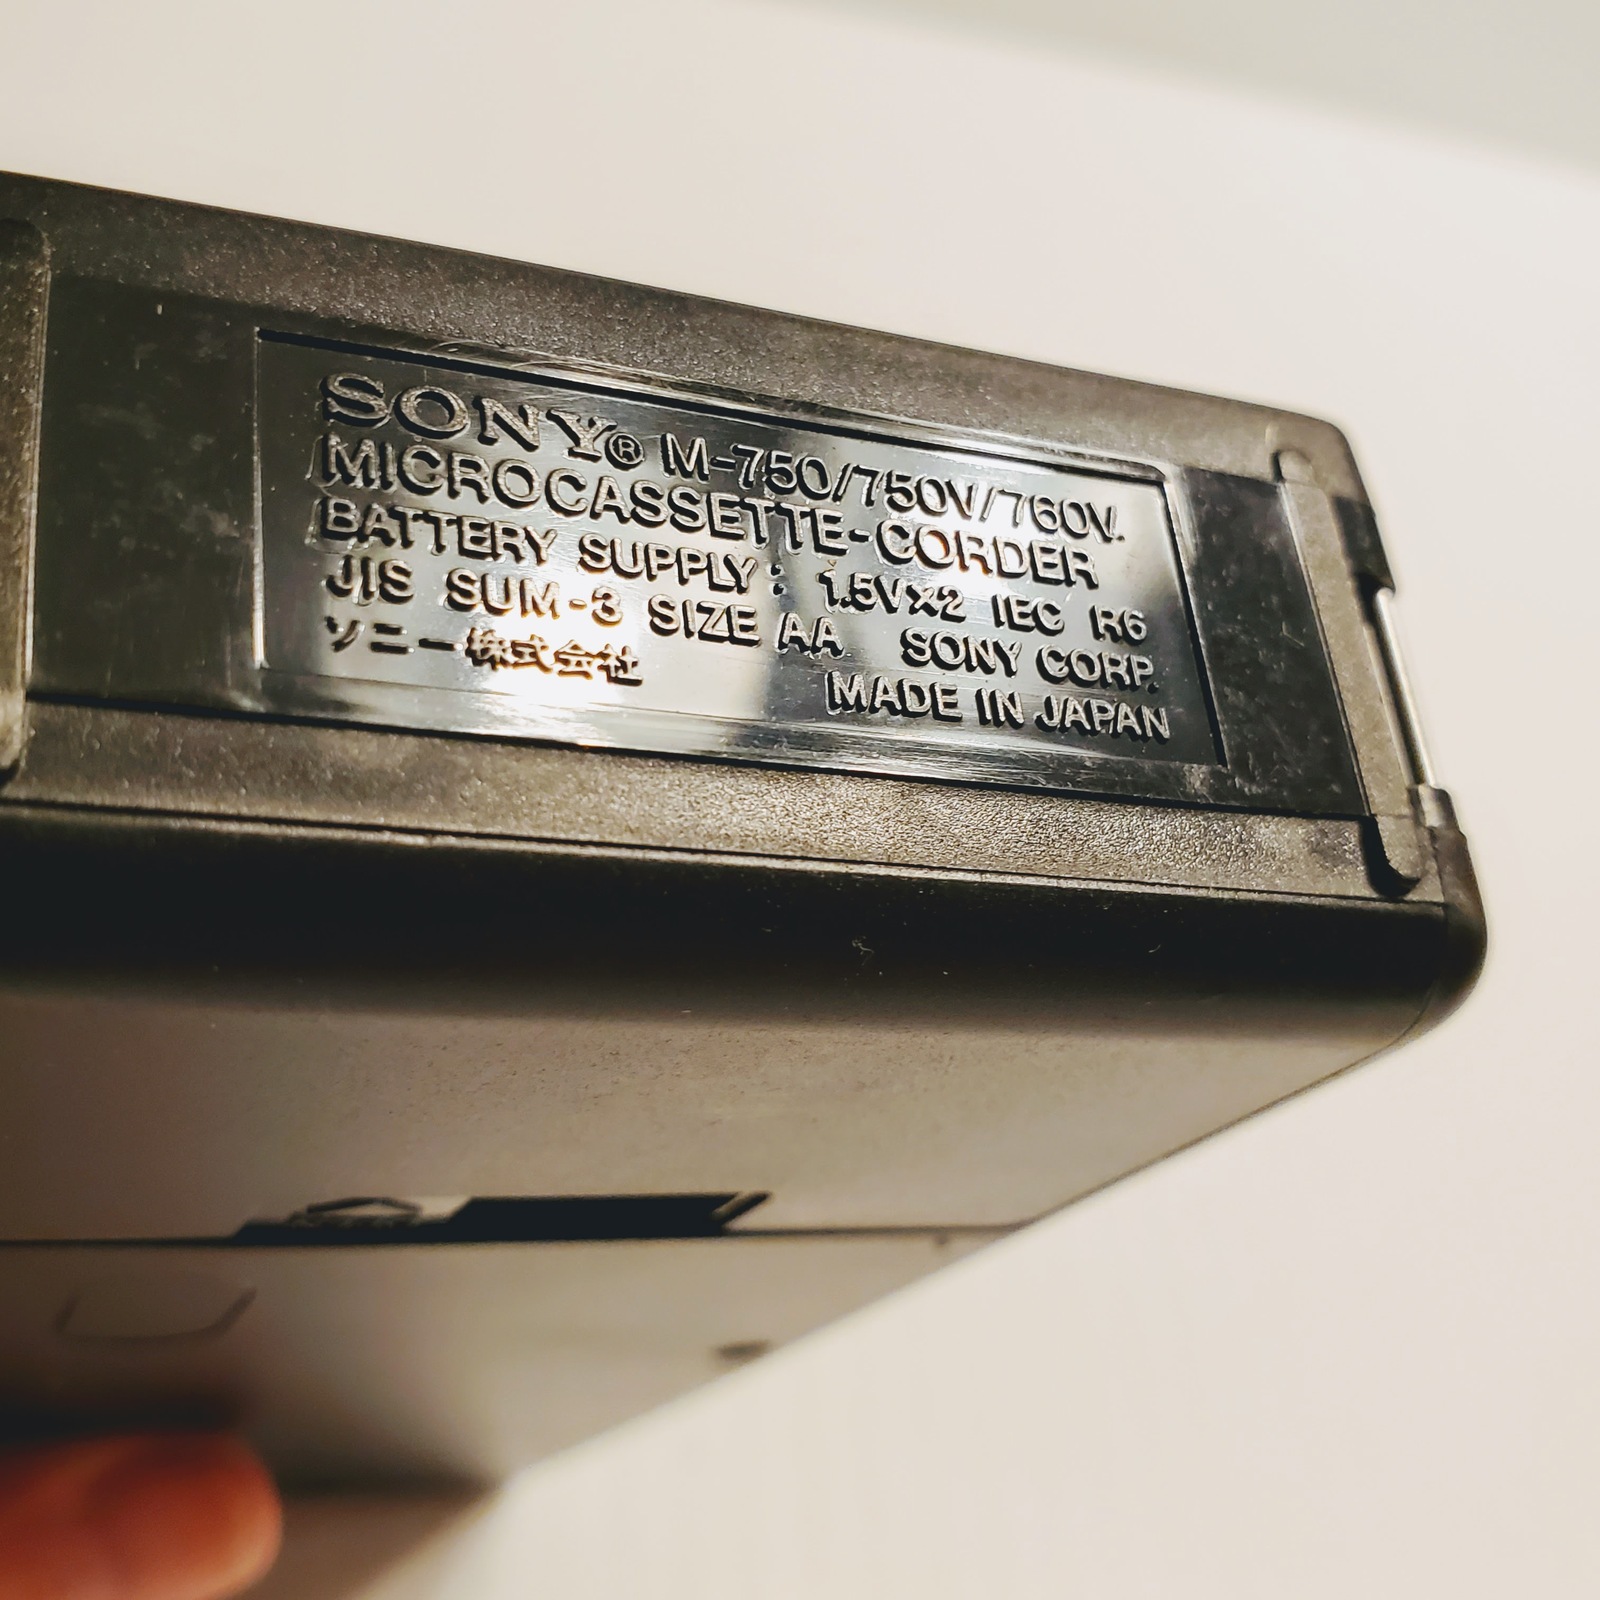 SONY® M-750/750V/760V.
MICROCASSETTE-CORDER
BATTERY SUPPLY: 1.5V×2 IEC R6
JIS SUM-3 SIZE AA SONY CORP.
ソニー株式会社 MADE IN JAPAN